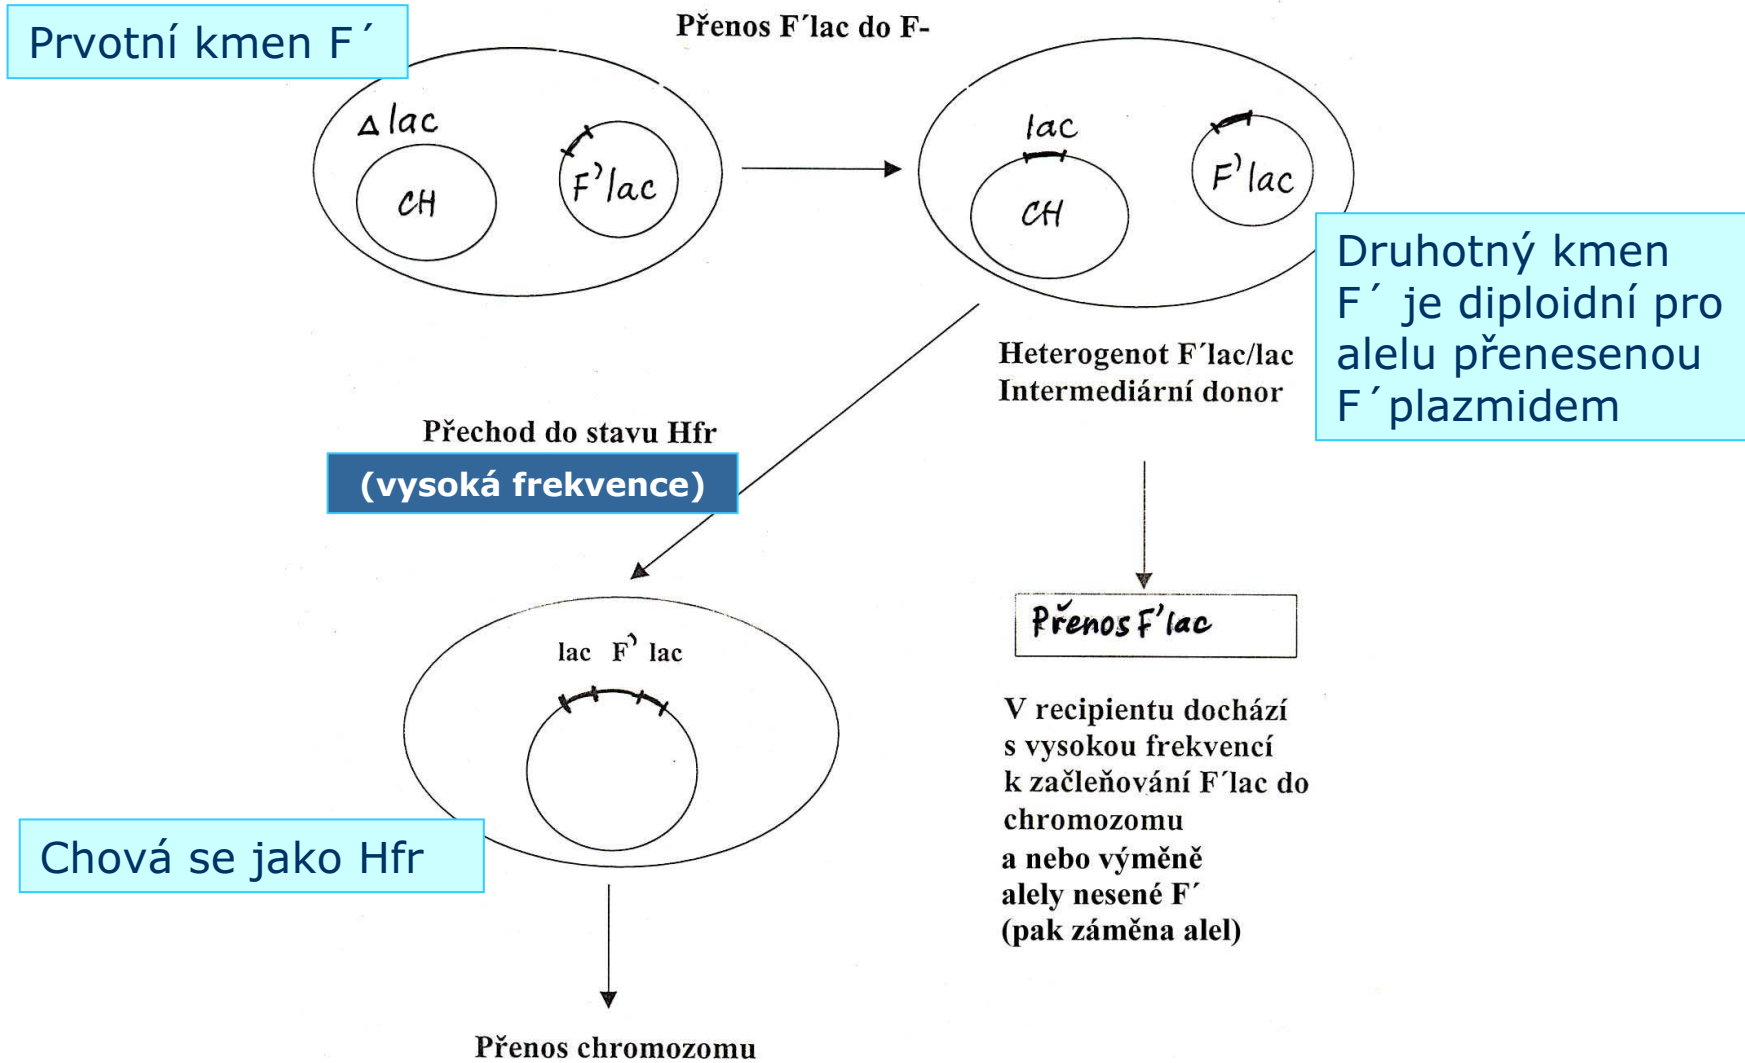 Prvotní kmen F´
Přenos F´lac do F-
Δ lac
CH
F'lac
lac
CH
F'lac
Druhotný kmen
F´ je diploidní pro
alelu přenesenou
F´plazmidem
Heterogenot F´lac/lac
Intermediární donor
Přechod do stavu Hfr
(vysoká frekvence)
lac F' lac
Přenos F'lac
V recipientu dochází
s vysokou frekvencí
k začleňování F´lac do
chromozomu
a nebo výměně
alely nesené F´
(pak záměna alel)
Chová se jako Hfr
Přenos chromozomu